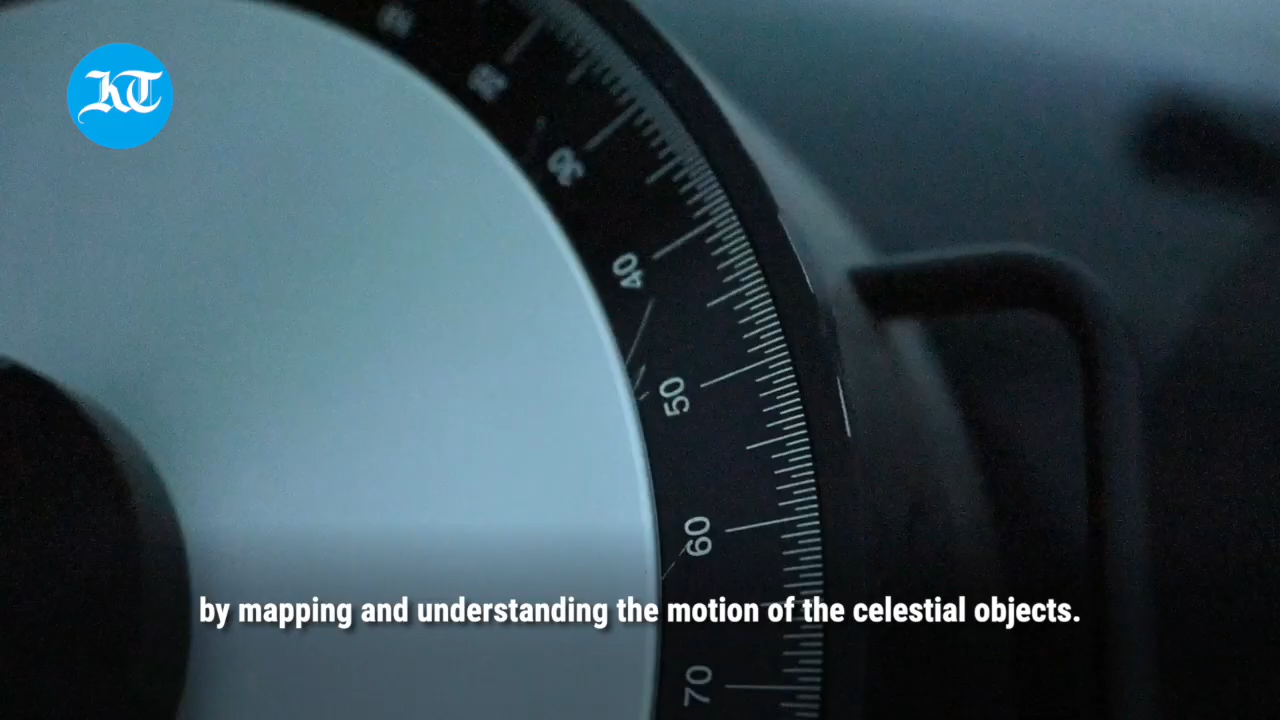 KT
30
40
50
60
70
by mapping and understanding the motion of the celestial objects.